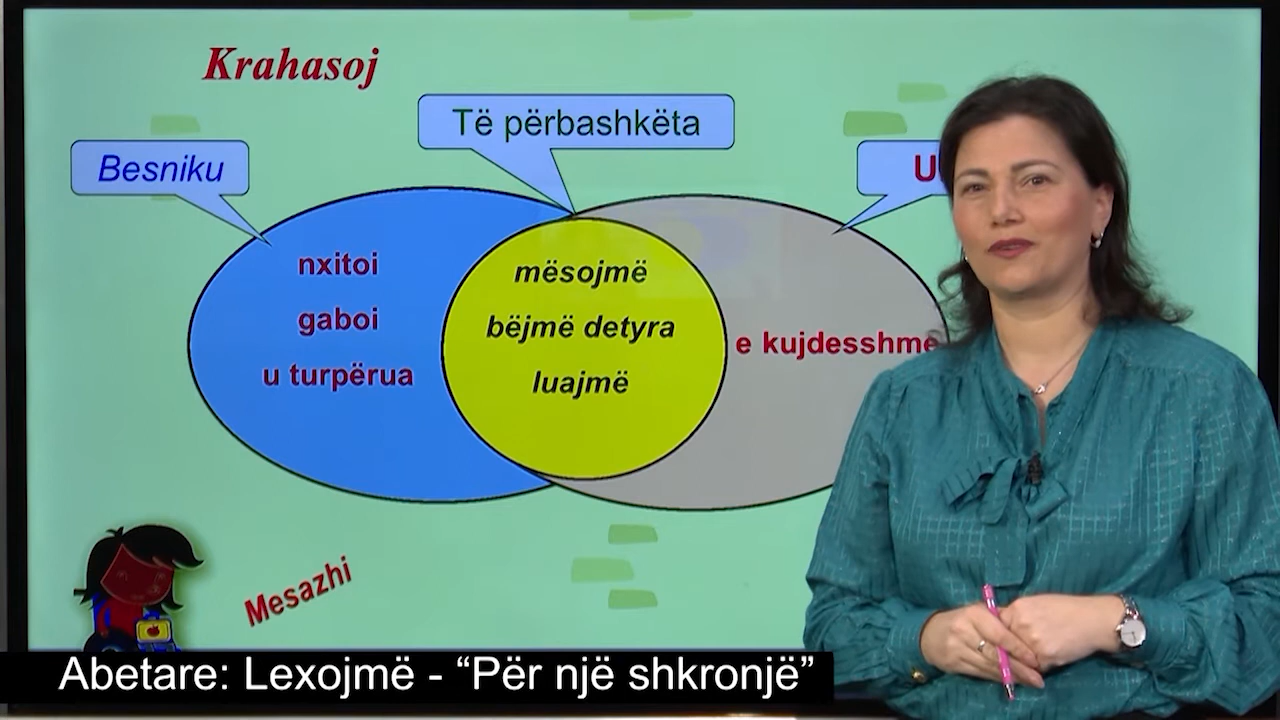 Krahasoj
Të përbashkëta
Besniku
nxitoi
gaboi
u turpërua
mësojmë
bëjmë detyra
luajmë
e kujdesshme
Mesazhi
Abetare: Lexojmë - “Për një shkronjë”